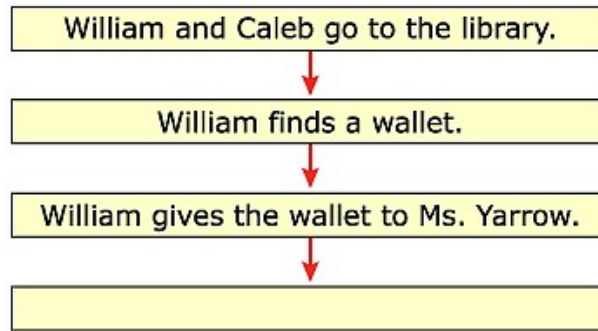 William and Caleb go to the library.
William finds a wallet.
William gives the wallet to Ms. Yarrow.